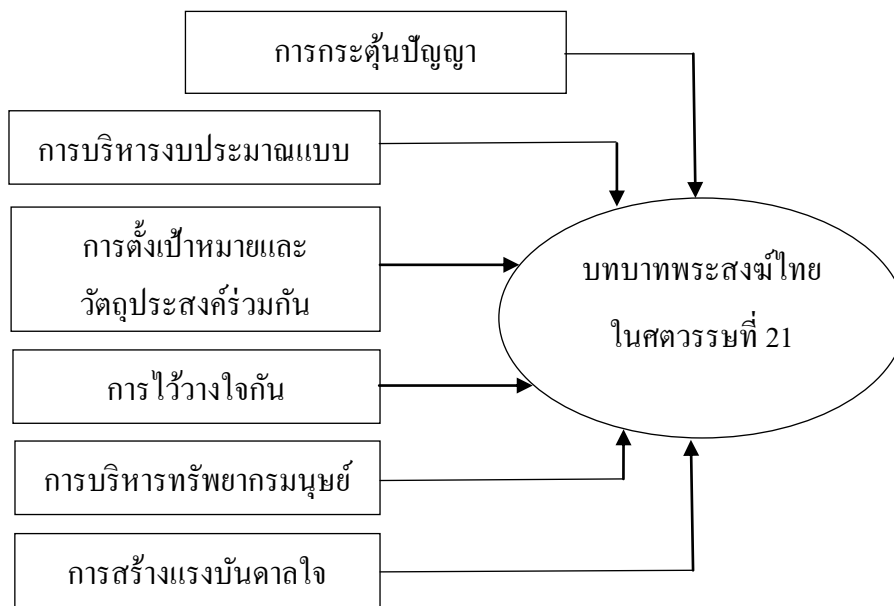 การกระตุ้นปัญญา
การบริหารงบประมาณแบบ
การตั้งเป้าหมายและ
วัตถุประสงค์ร่วมกัน
การไว้วางใจกัน
การบริหารทรัพยากรมนุษย์
การสร้างแรงบันดาลใจ
บทบาทพระสงฆ์ไทย
ในศตวรรษที่ 21